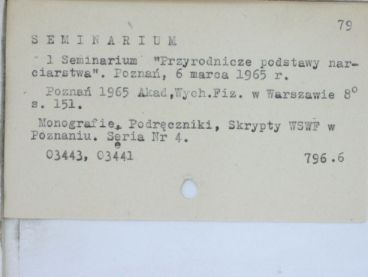 79
S E M I N A R I U M
1 Seminarium "Przyrodnicze podstawy nar-
ciarstwa". Poznań, 6 marca 1965 r.
Poznań 1965 Akad,Wych.Fiz. w Warszawie 8°
s. 151.
Monografie, Podręczniki, Skrypty WSWF w
Poznaniu. Seria Nr 4.
03443, 03441 796.6